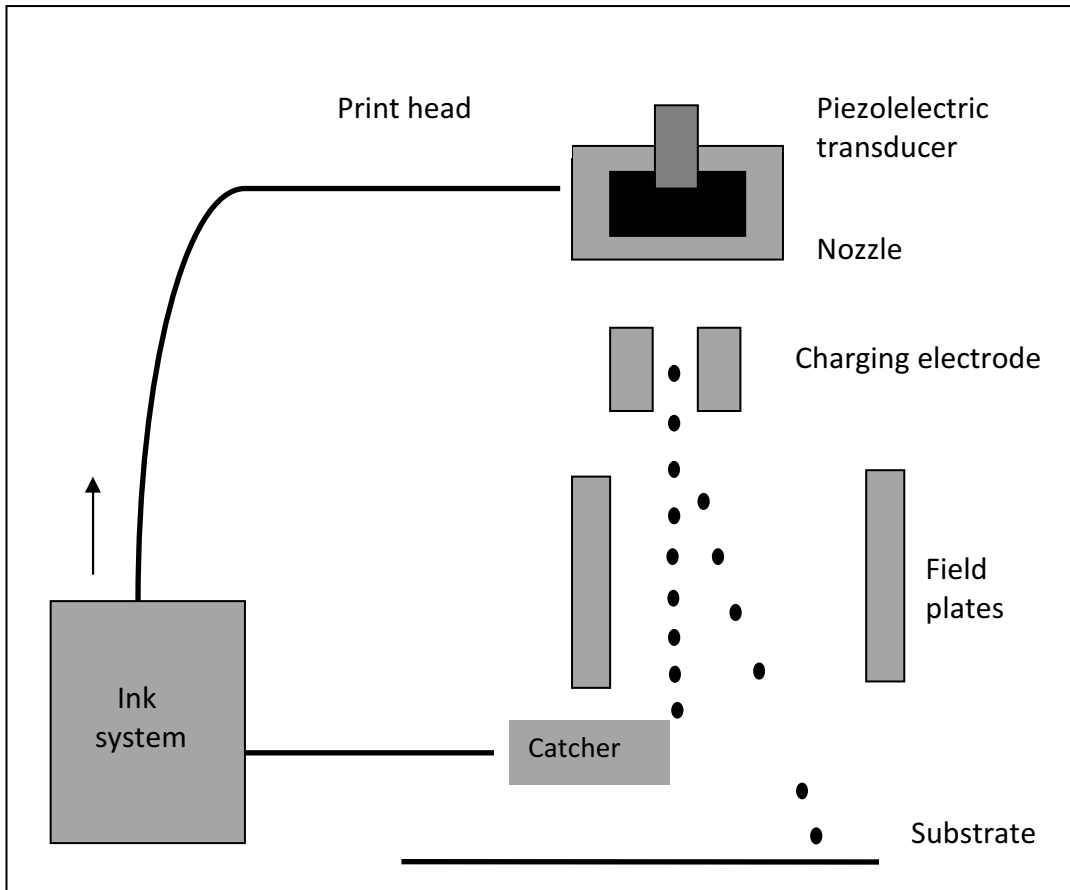 Print head
Piezolelectric
transducer
Nozzle
Charging electrode
Field
plates
Ink
system
Catcher
Substrate